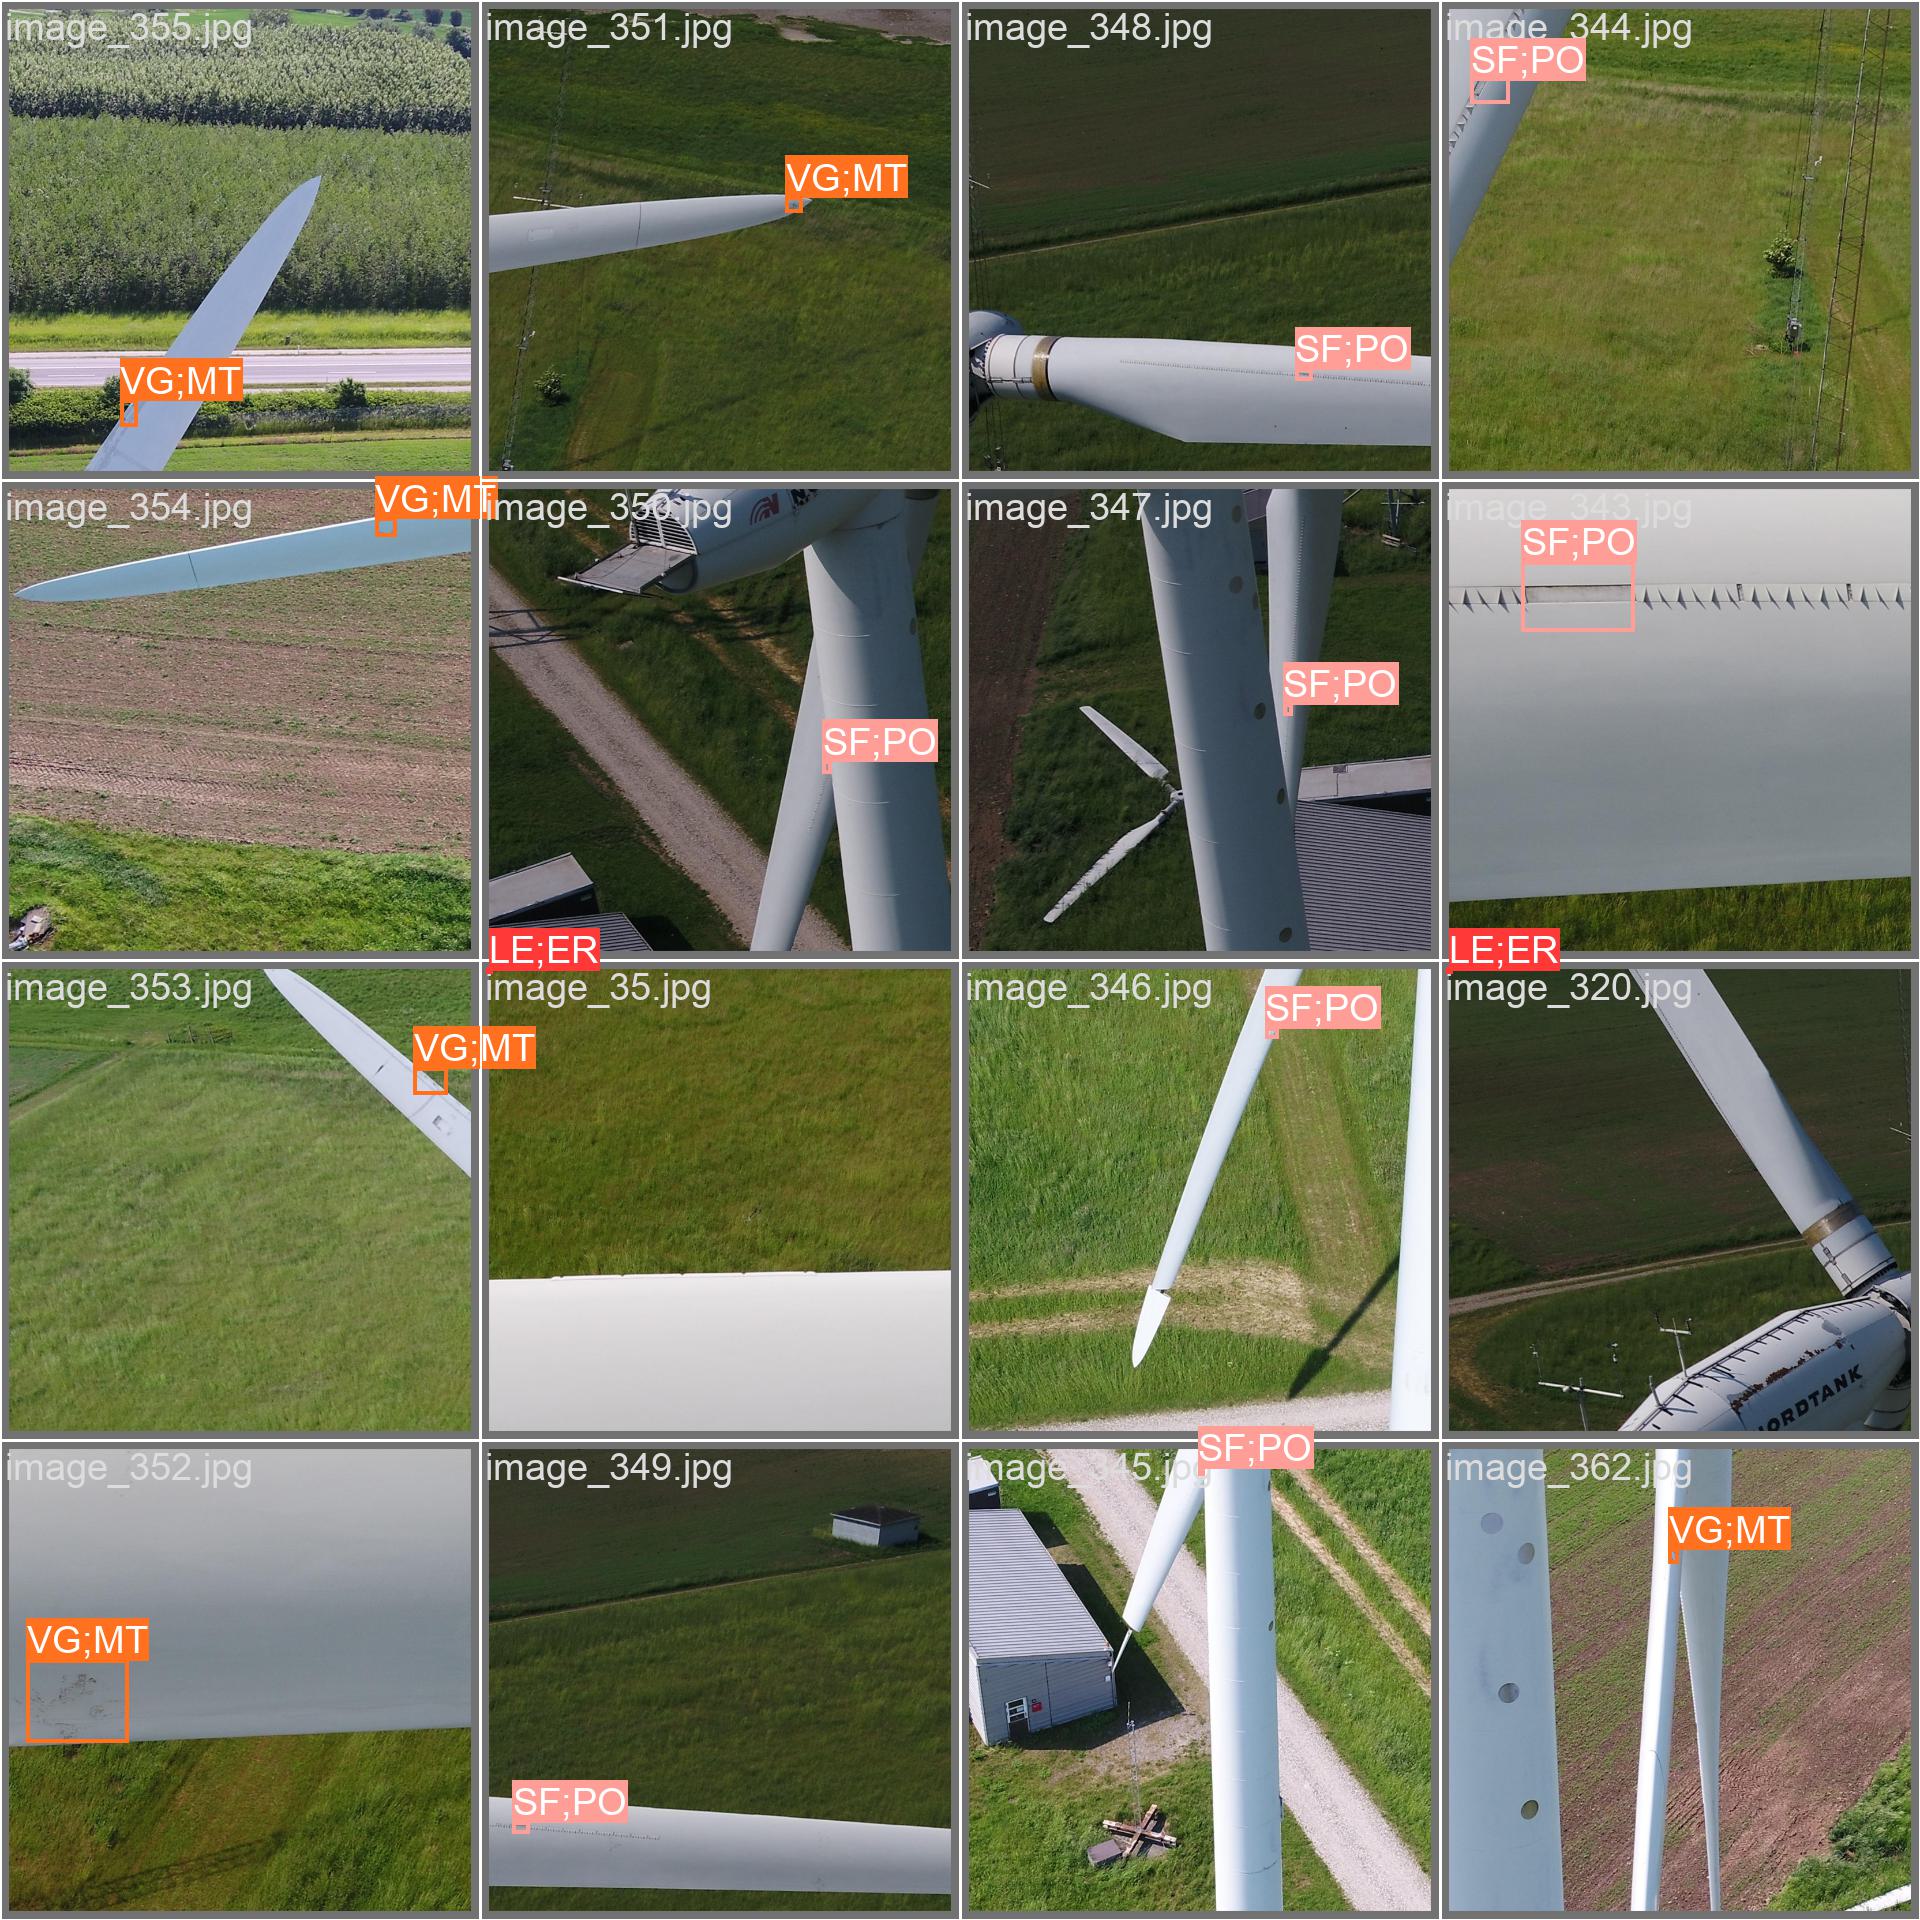 image_355.jpg
VG;MT
image_351.jpg
VG;MT
image_348.jpg
SF;PO
image_344.jpg
SF;PO
image_354.jpg
VG;MT
image_350.jpg
SF;PO
image_347.jpg
SF;PO
image_343.jpg
SF;PO
image_353.jpg
VG;MT
LE;ER
image_35.jpg
image_346.jpg
SF;PO
LE;ER
image_320.jpg
NORDTANK
image_352.jpg
VG;MT
image_349.jpg
SF;PO
image_345.jpg
SF;PO
image_362.jpg
VG;MT